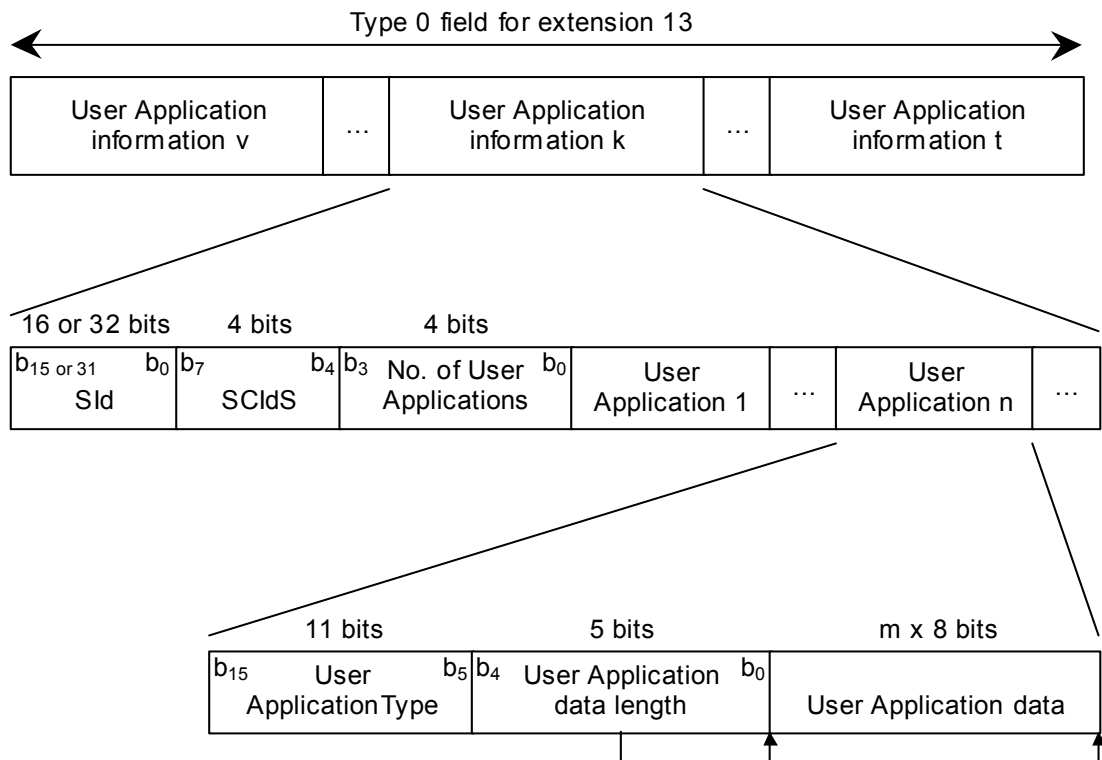 Type 0 field for extension 13
User Application
information v
...
User Application
information k
...
User Application
information t
16 or 32 bits
4 bits
4 bits
b15 or 31
b0
SId
b7
b4
SCIdS
b3
b0
No. of User
Applications
User
Application 1
...
User
Application n
...
11 bits
5 bits
m x 8 bits
b15
b5
User
ApplicationType
b4
b0
User Application
data length
User Application data